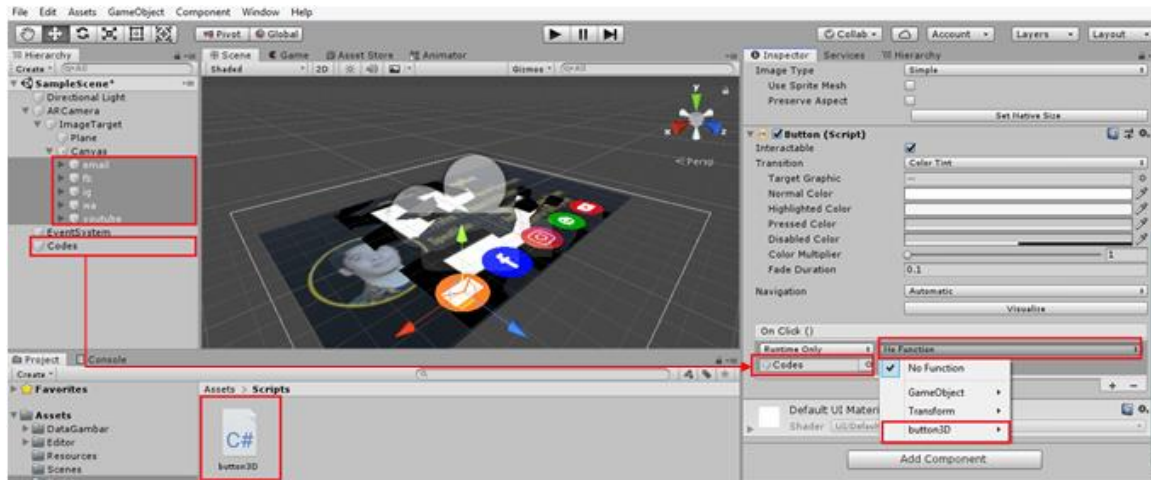 File Edit Assets GameObject Component Window Help
Pivot Global Collab Account Layers Layout
Hierarchy
Create
SampleScene*
Directional Light
ARCamera
ImageTarget
Plane
Canvas
email
fb
ig
wa
youtube
EventSystem
Codes
Scene Game Asset Store Animator
Shaded 2D Gizmos
y
x
z
Persp
Inspector Services Hierarchy
Image Type Simple
Use Sprite Mesh
Preserve Aspect
Set Native Size
Button (Script)
Interactable
Transition Color Tint
Target Graphic —
Normal Color
Highlighted Color
Pressed Color
Disabled Color
Color Multiplier 1
Fade Duration 0.1
Navigation Automatic
Visualize
On Click ()
Runtime Only No Function
Codes
No Function
GameObject
Transform
button3D
+ −
Default UI Materi
Shader UI/Default
Add Component
Project Console
Create
Favorites
Assets
DataGambar
Editor
Resources
Scenes
Assets > Scripts
C#
button3D